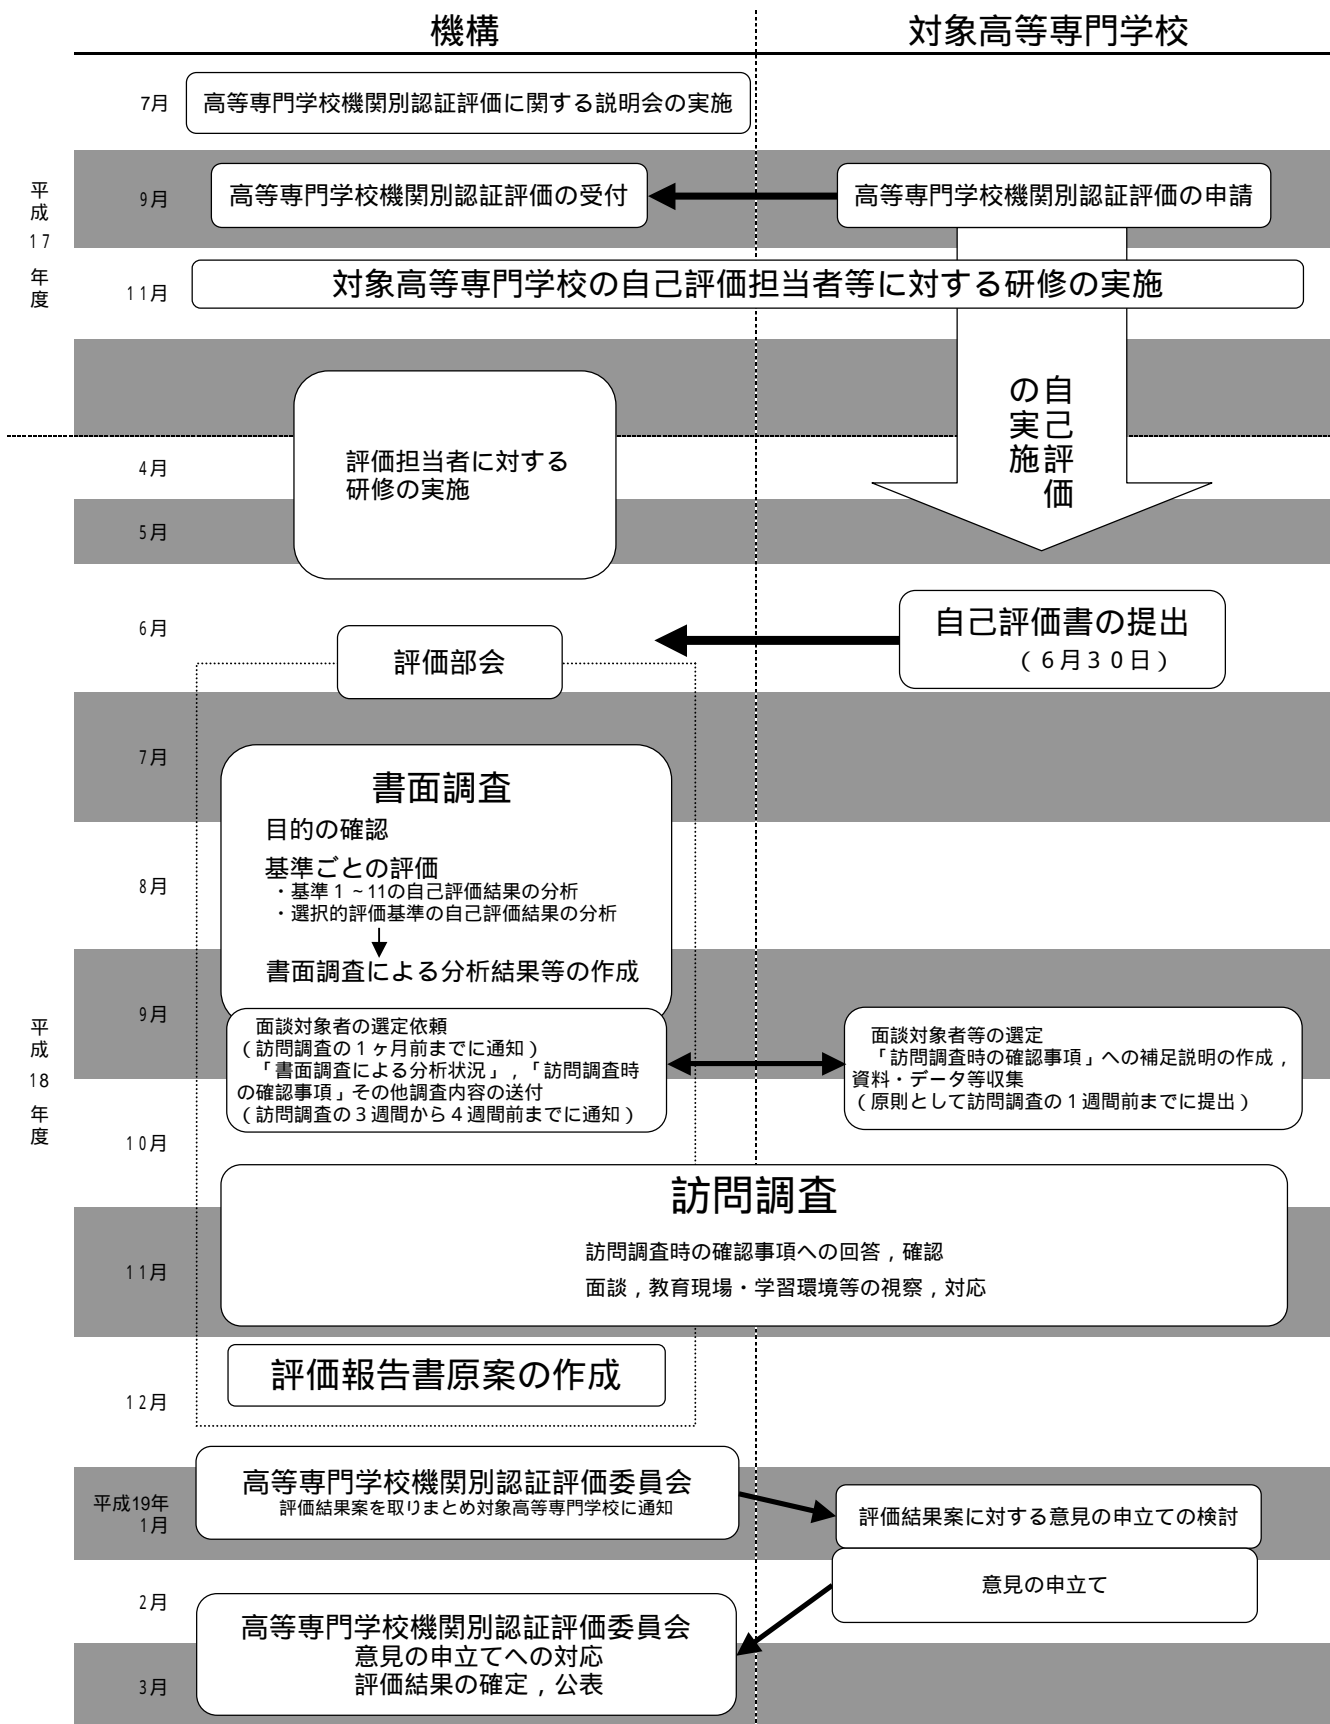 機構
対象高等専門学校
平成17年度
7月
高等専門学校機関別認証評価に関する説明会の実施
9月
高等専門学校機関別認証評価の受付
高等専門学校機関別認証評価の申請
11月
対象高等専門学校の自己評価担当者等に対する研修の実施
自己評価
の実施
評価担当者に対する
研修の実施
平成18年度
4月
5月
6月
自己評価書の提出
(6月30日)
評価部会
7月
書面調査
目的の確認
基準ごとの評価
・基準1~11の自己評価結果の分析
・選択的評価基準の自己評価結果の分析
書面調査による分析結果等の作成
8月
9月
面談対象者の選定依頼
(訪問調査の1ヶ月前までに通知)
「書面調査による分析状況」,「訪問調査時
の確認事項」その他調査内容の送付
(訪問調査の3週間から4週間前までに通知)
面談対象者等の選定
「訪問調査時の確認事項」への補足説明の作成,
資料・データ等収集
(原則として訪問調査の1週間前までに提出)
10月
訪問調査
訪問調査時の確認事項への回答,確認
面談,教育現場・学習環境等の視察,対応
11月
評価報告書原案の作成
12月
平成19年
1月
高等専門学校機関別認証評価委員会
評価結果案を取りまとめ対象高等専門学校に通知
評価結果案に対する意見の申立ての検討
意見の申立て
2月
高等専門学校機関別認証評価委員会
意見の申立てへの対応
評価結果の確定,公表
3月